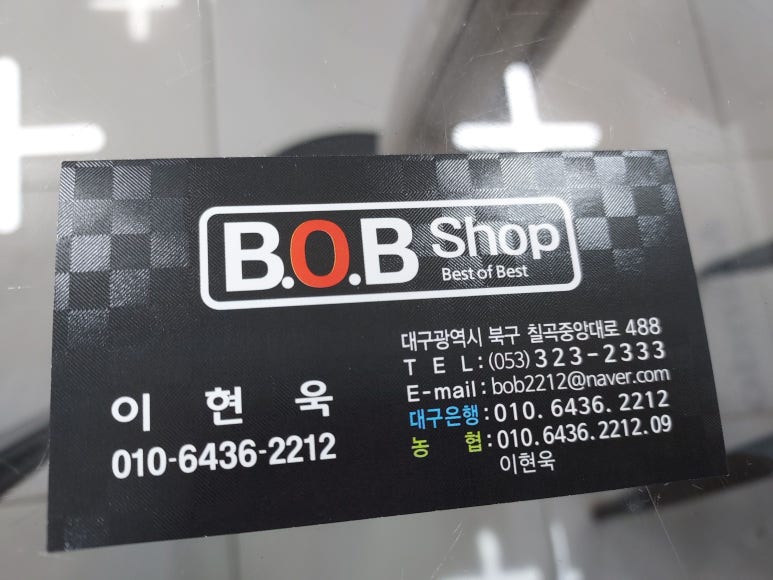 B.O.B Shop
Best of Best
이현욱
010-6436-2212
대구광역시 북구 칠곡중앙대로 488
TEL:(053)323-2333
E-mail:bob2212@naver.com
대구은행:010.6436.2212
농협:010.6436.2212.09
이현욱